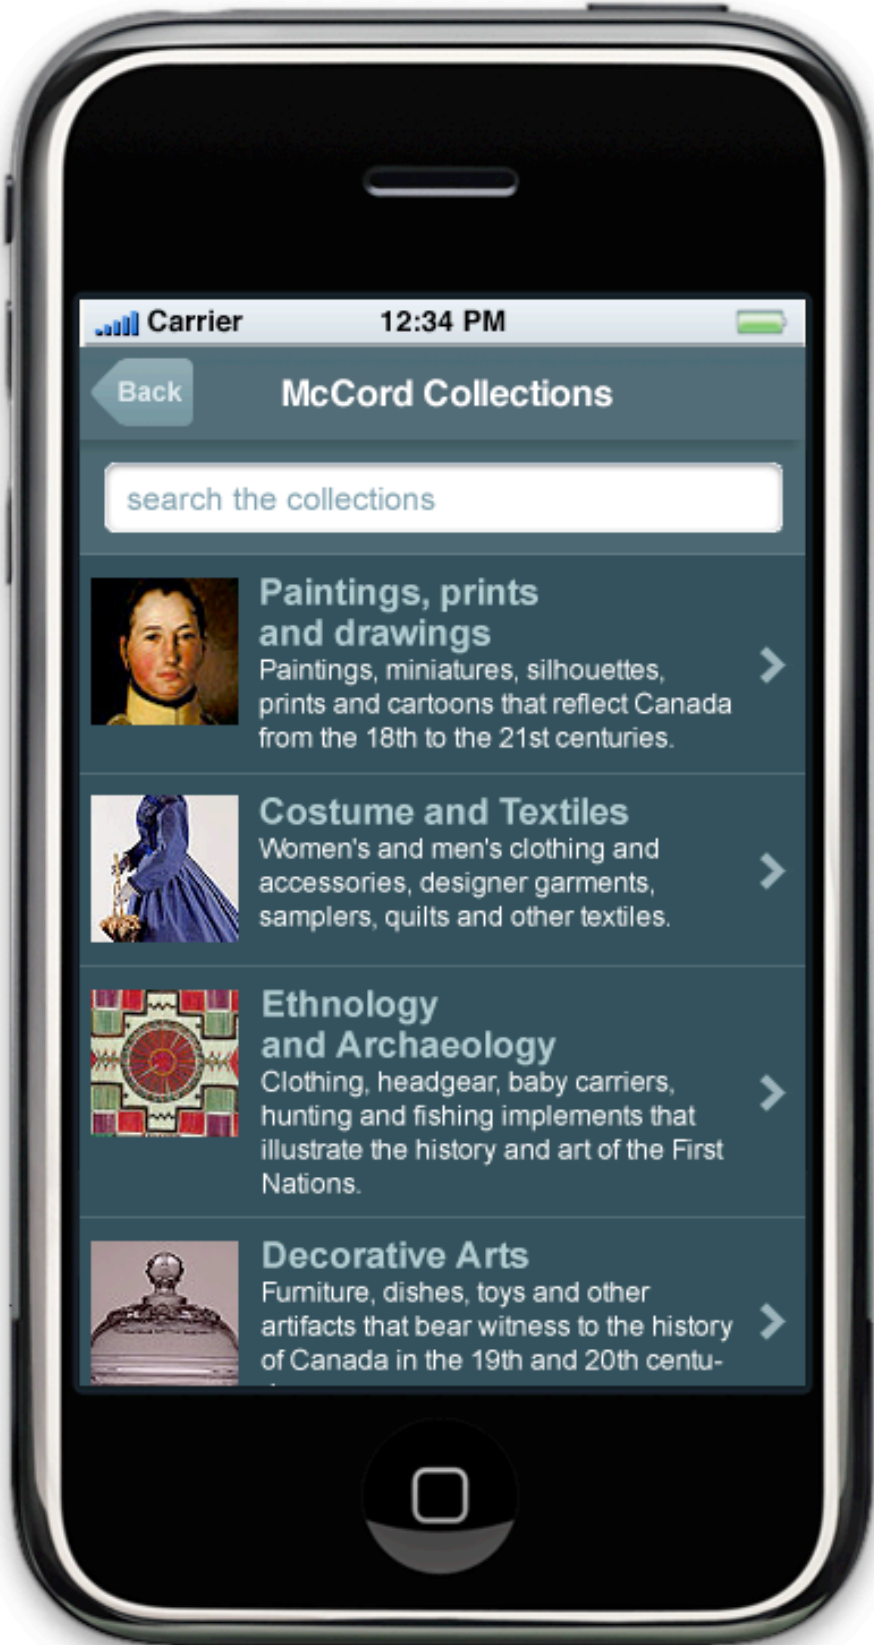 Carrier 12:34 PM
Back McCord Collections
search the collections
Paintings, prints
and drawings
Paintings, miniatures, silhouettes,
prints and cartoons that reflect Canada
from the 18th to the 21st centuries.
Costume and Textiles
Women's and men's clothing and
accessories, designer garments,
samplers, quilts and other textiles.
Ethnology
and Archaeology
Clothing, headgear, baby carriers,
hunting and fishing implements that
illustrate the history and art of the First
Nations.
Decorative Arts
Furniture, dishes, toys and other
artifacts that bear witness to the history
of Canada in the 19th and 20th centu-